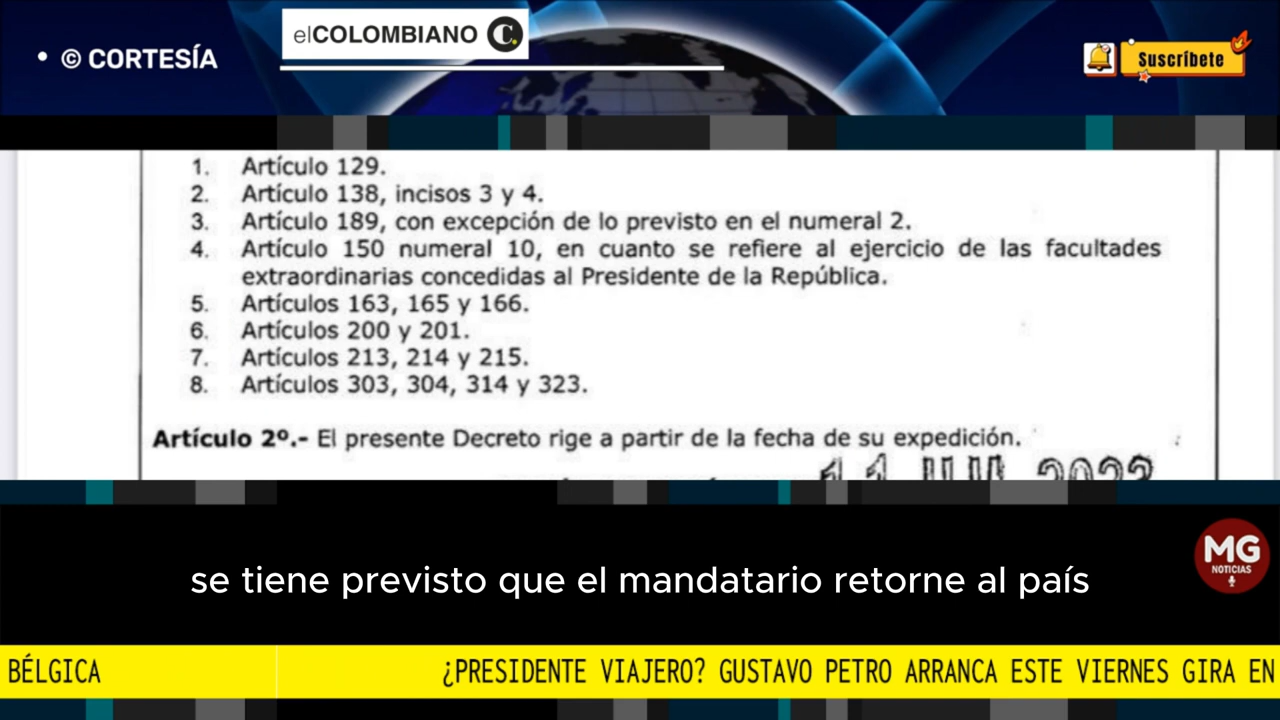 elCOLOMBIANO C
• © CORTESÍA
Suscríbete
1. Artículo 129.
2. Artículo 138, incisos 3 y 4.
3. Artículo 189, con excepción de lo previsto en el numeral 2.
4. Artículo 150 numeral 10, en cuanto se refiere al ejercicio de las facultades
extraordinarias concedidas al Presidente de la República.
5. Artículos 163, 165 y 166.
6. Artículos 200 y 201.
7. Artículos 213, 214 y 215.
8. Artículos 303, 304, 314 y 323.
Artículo 2º.- El presente Decreto rige a partir de la fecha de su expedición.
se tiene previsto que el mandatario retorne al país
MG
NOTICIAS
BÉLGICA ¿PRESIDENTE VIAJERO? GUSTAVO PETRO ARRANCA ESTE VIERNES GIRA EN